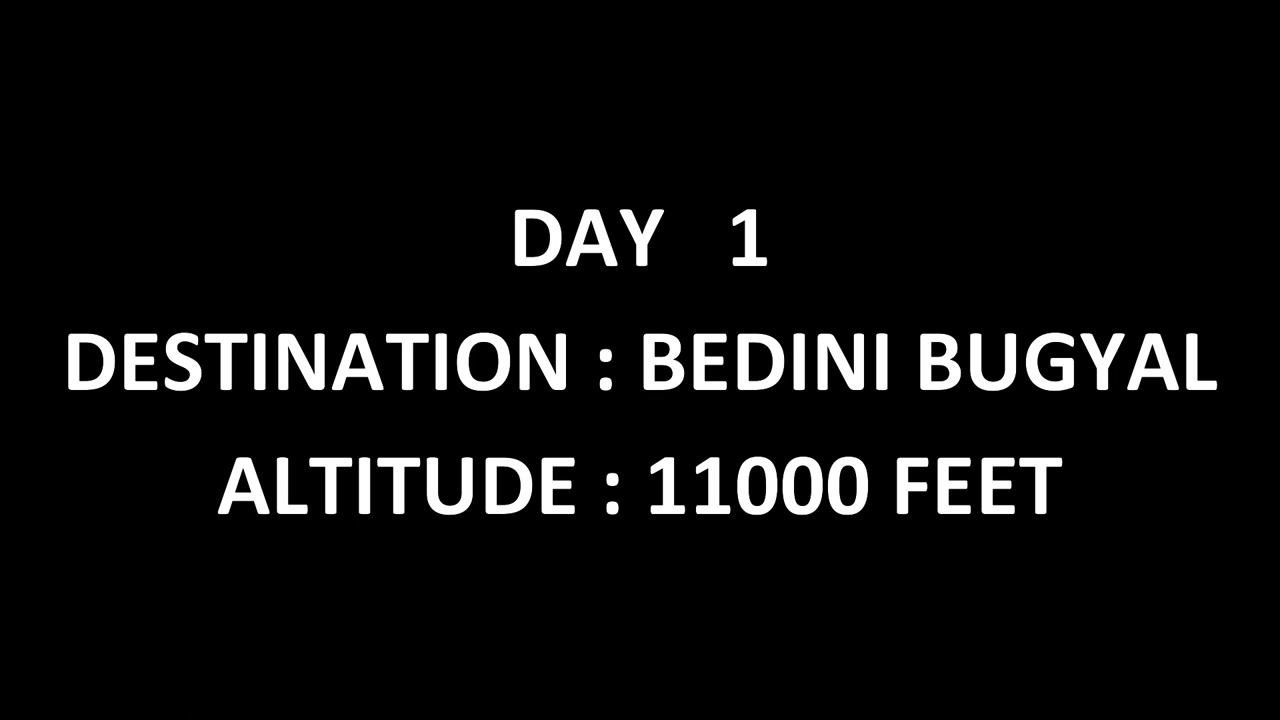 DAY 1
DESTINATION : BEDINI BUGYAL
ALTITUDE : 11000 FEET